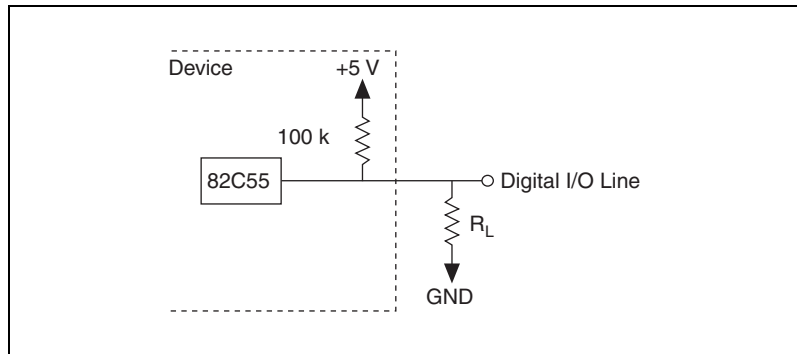 Device
+5 V
100 k
82C55
Digital I/O Line
RL
GND